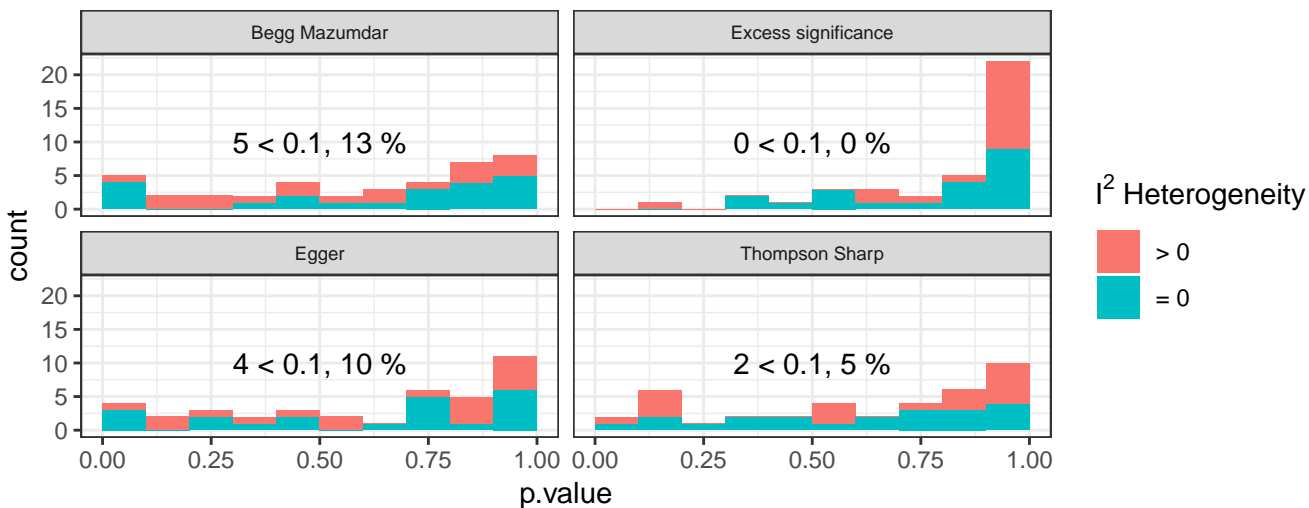 Begg Mazumdar
Excess significance
20
15
10
5
0
5 < 0.1, 13 %
0 < 0.1, 0 %
Egger
Thompson Sharp
20
15
10
5
0
4 < 0.1, 10 %
2 < 0.1, 5 %
0.00 0.25 0.50 0.75 1.00
0.00 0.25 0.50 0.75 1.00
p.value
count
I² Heterogeneity
> 0
= 0